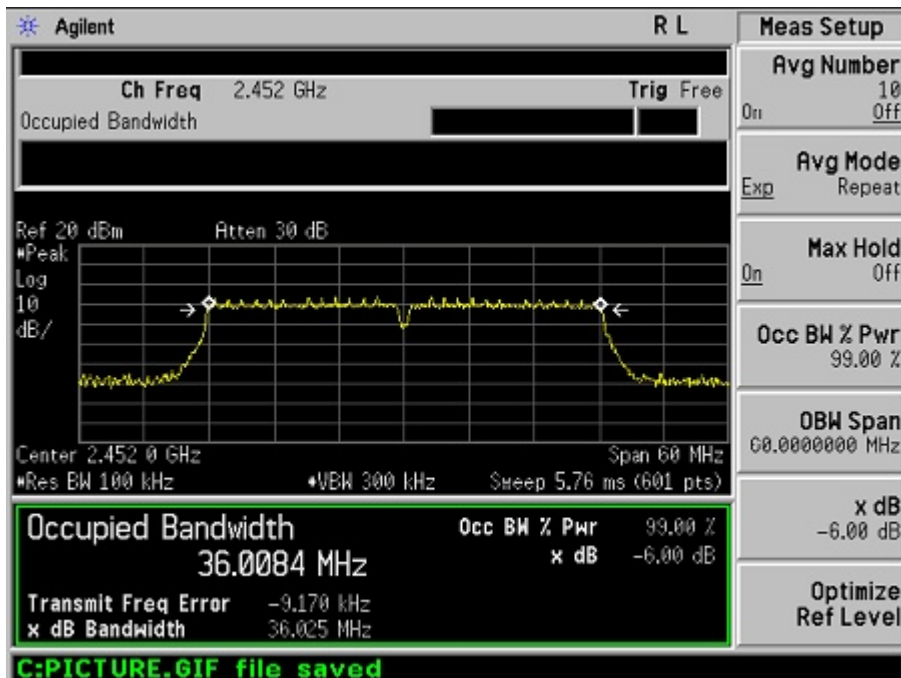 Agilent R L Meas Setup
Ch Freq 2.452 GHz Trig Free
Occupied Bandwidth
Ref 20 dBm Atten 30 dB
*Peak
Log
10
dB/
Center 2.452 0 GHz Span 60 MHz
*Res BW 100 kHz *VBW 300 kHz Sweep 5.76 ms (601 pts)
Occupied Bandwidth Occ BW % Pwr 99.00 %
36.0084 MHz x dB -6.00 dB
Transmit Freq Error -9.170 kHz
x dB Bandwidth 36.025 MHz
C:PICTURE.GIF file saved
Avg Number
10
On Off
Avg Mode
Exp Repeat
Max Hold
On Off
Occ BW % Pwr
99.00 %
OBW Span
60.0000000 MHz
x dB
-6.00 dB
Optimize
Ref Level